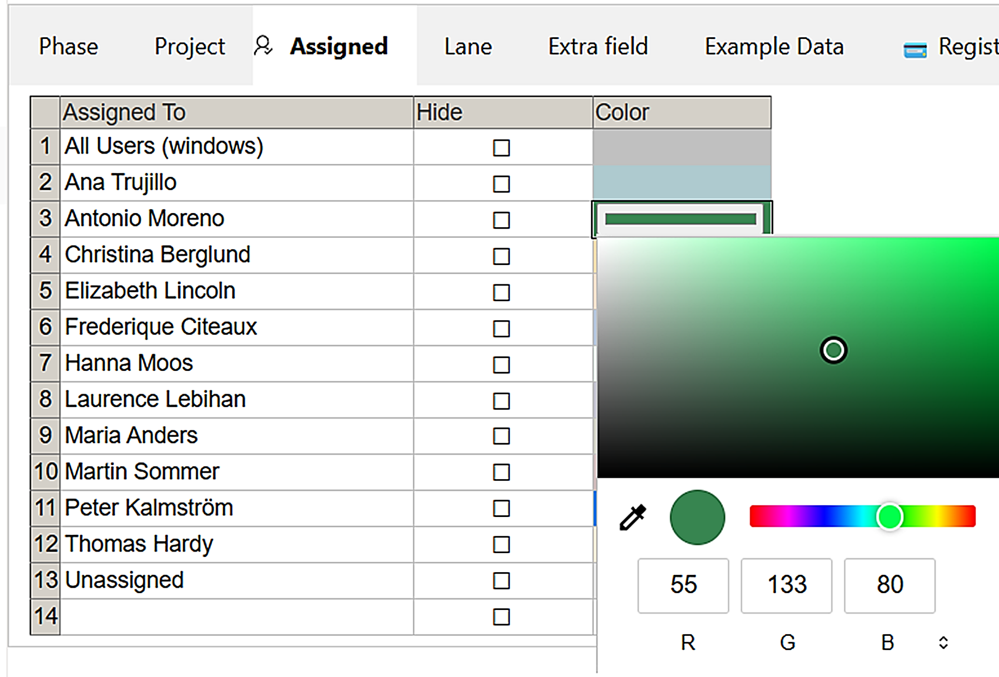 Phase Project Assigned Lane Extra field Example Data Regist
Assigned To Hide Color
1 All Users (windows)
2 Ana Trujillo
3 Antonio Moreno
4 Christina Berglund
5 Elizabeth Lincoln
6 Frederique Citeaux
7 Hanna Moos
8 Laurence Lebihan
9 Maria Anders
10 Martin Sommer
11 Peter Kalmström
12 Thomas Hardy
13 Unassigned
14
55 133 80
R G B